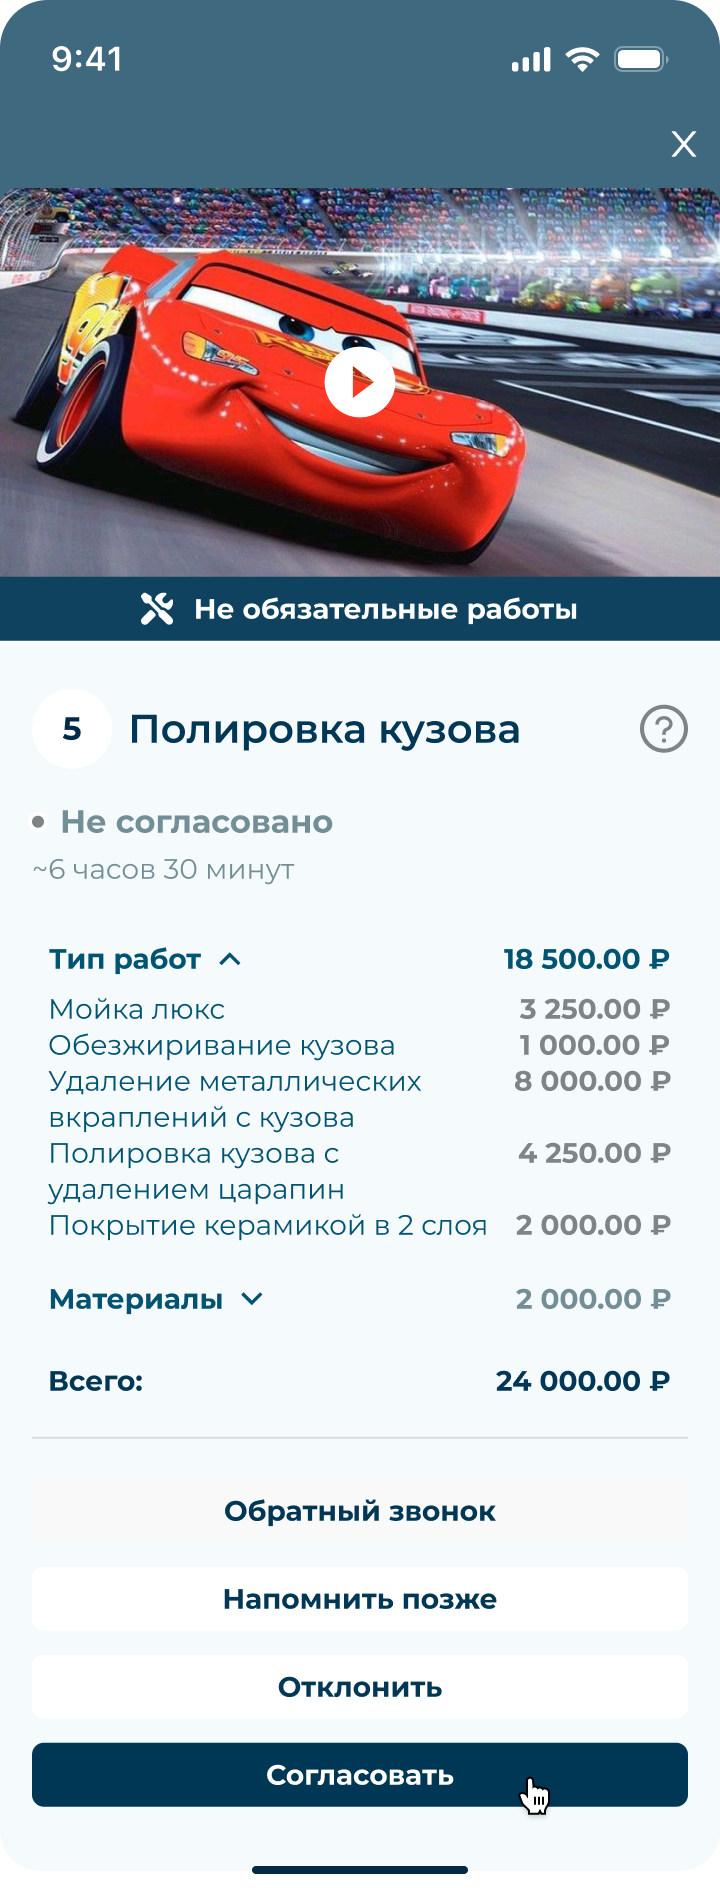 9:41
X
Не обязательные работы
5 Полировка кузова ?
• Не согласовано
~6 часов 30 минут
Тип работ 18 500.00 ₽
Мойка люкс 3 250.00 ₽
Обезжиривание кузова 1 000.00 ₽
Удаление металлических 8 000.00 ₽
вкраплений с кузова
Полировка кузова с 4 250.00 ₽
удалением царапин
Покрытие керамикой в 2 слоя 2 000.00 ₽
Материалы 2 000.00 ₽
Всего: 24 000.00 ₽
Обратный звонок
Напомнить позже
Отклонить
Согласовать